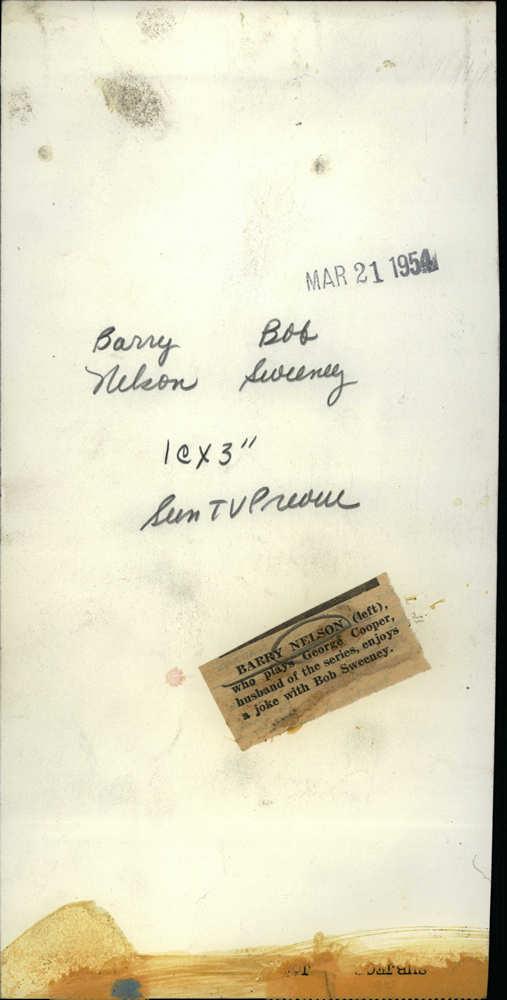 MAR 21 1954
Barry Bob
Nelson Sweeney
1C X 3"
Sun TV Preview
BARRY NELSON (left),
who plays George Cooper,
husband of the series, enjoys
a joke with Bob Sweeney.